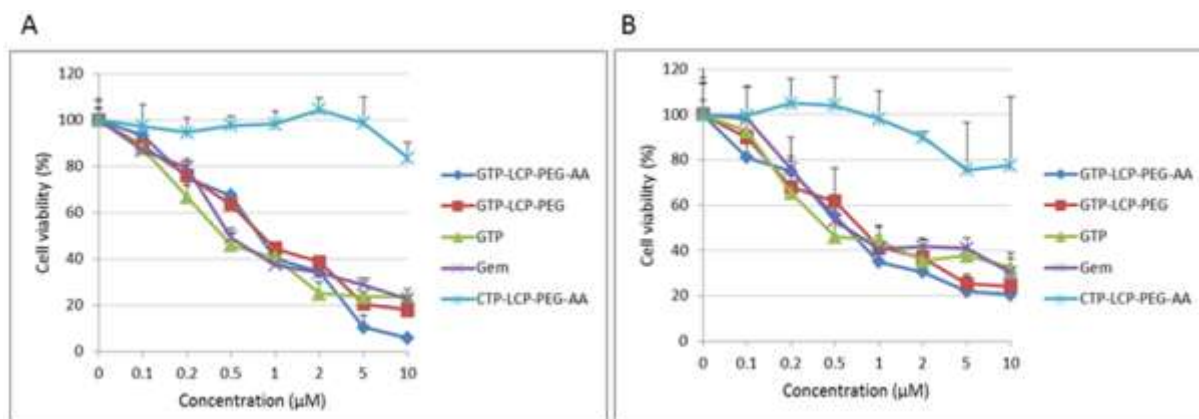 A
B
120
100
80
60
40
20
0
Cell viability (%)
0 0.1 0.2 0.5 1 2 5 10
Concentration (µM)
GTP-LCP-PEG-AA
GTP-LCP-PEG
GTP
Gem
CTP-LCP-PEG-AA
120
100
80
60
40
20
0
Cell viability (%)
0 0.1 0.2 0.5 1 2 5 10
Concentration (µM)
GTP-LCP-PEG-AA
GTP-LCP-PEG
GTP
Gem
CTP-LCP-PEG-AA